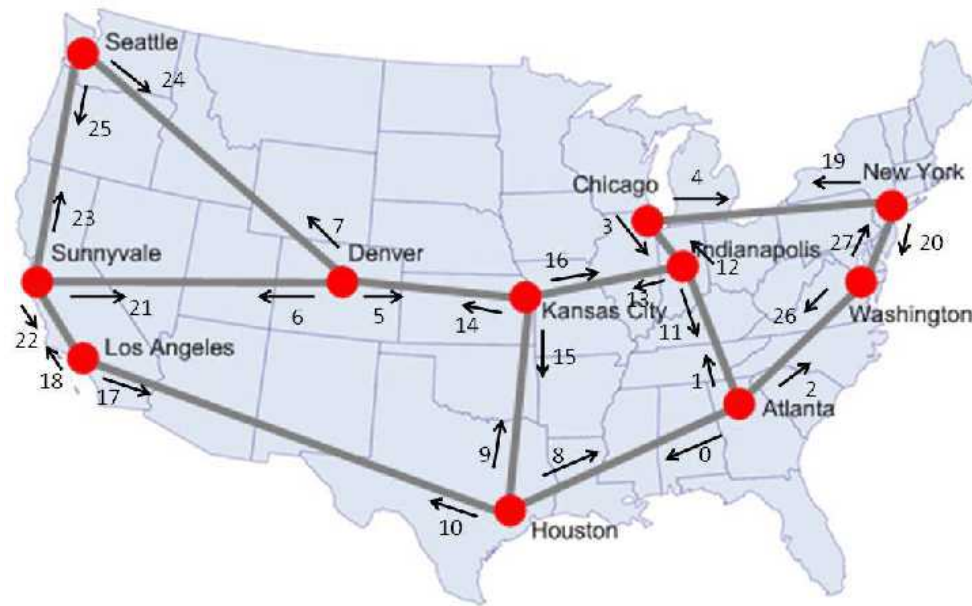 Seattle
24
25
19
4
New York
Chicago
23
7
3
27
20
Sunnyvale
Denver
16
Indianapolis
12
21
6
5
14
13
Kansas City
26
Washington
22
Los Angeles
15
11
18
17
1
2
Atlanta
9
8
0
10
Houston